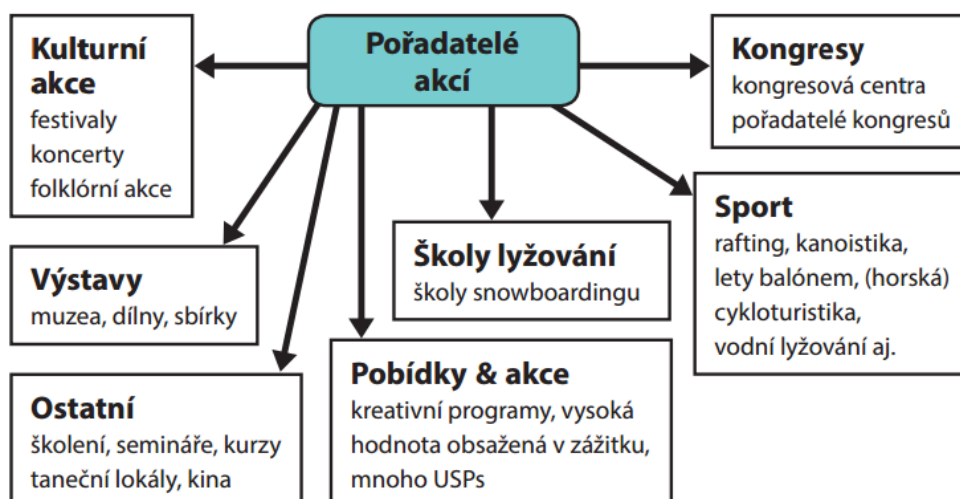 Pořadatelé
akcí
Kulturní
akce
festivaly
koncerty
folklórní akce
Kongresy
kongresová centra
pořadatelé kongresů
Výstavy
muzea, dílny, sbírky
Školy lyžování
školy snowboardingu
Sport
rafting, kanoistika,
lety balónem, (horská)
cykloturistika,
vodní lyžování aj.
Ostatní
školení, semináře, kurzy
taneční lokály, kina
Pobídky & akce
kreativní programy, vysoká
hodnota obsažená v zážitku,
mnoho USPs